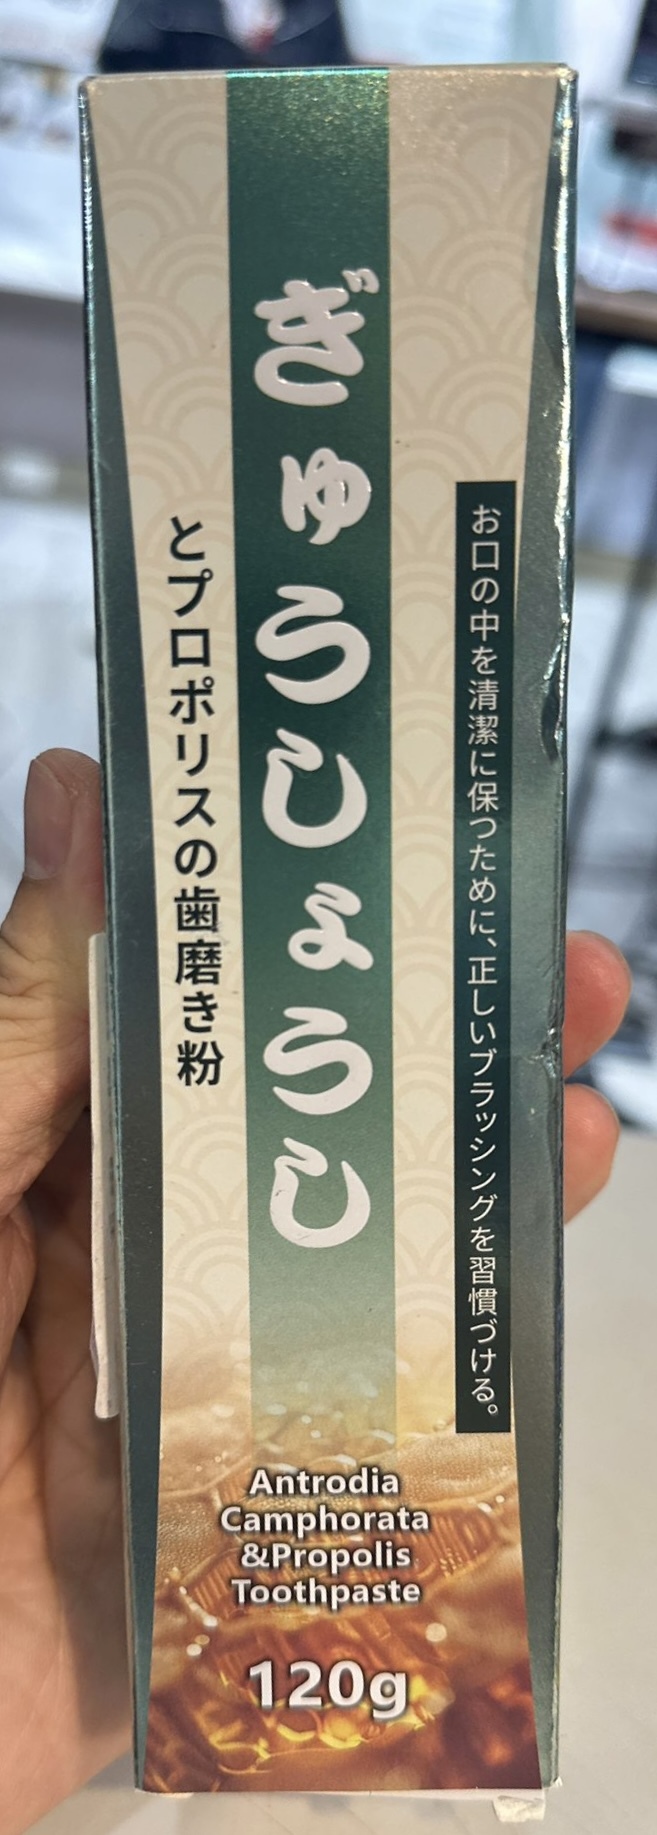 お口の中を清潔に保つために、正しいブラッシングを習慣づける。
ぎゅうしょうし
とプロポリスの歯磨き粉
Antrodia
Camphorata
&Propolis
Toothpaste
120g